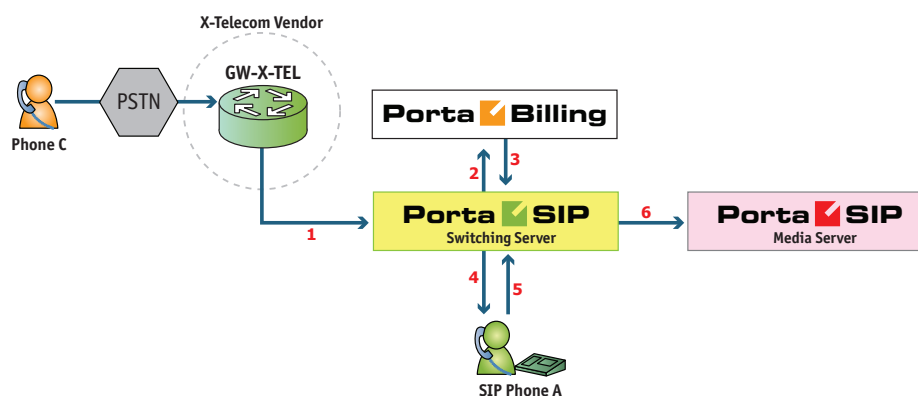 X-Telecom Vendor
GW-X-TEL
PSTN
Phone C
Porta Billing
2
3
1
Porta SIP
Switching Server
6
Porta SIP
Media Server
4
5
SIP Phone A